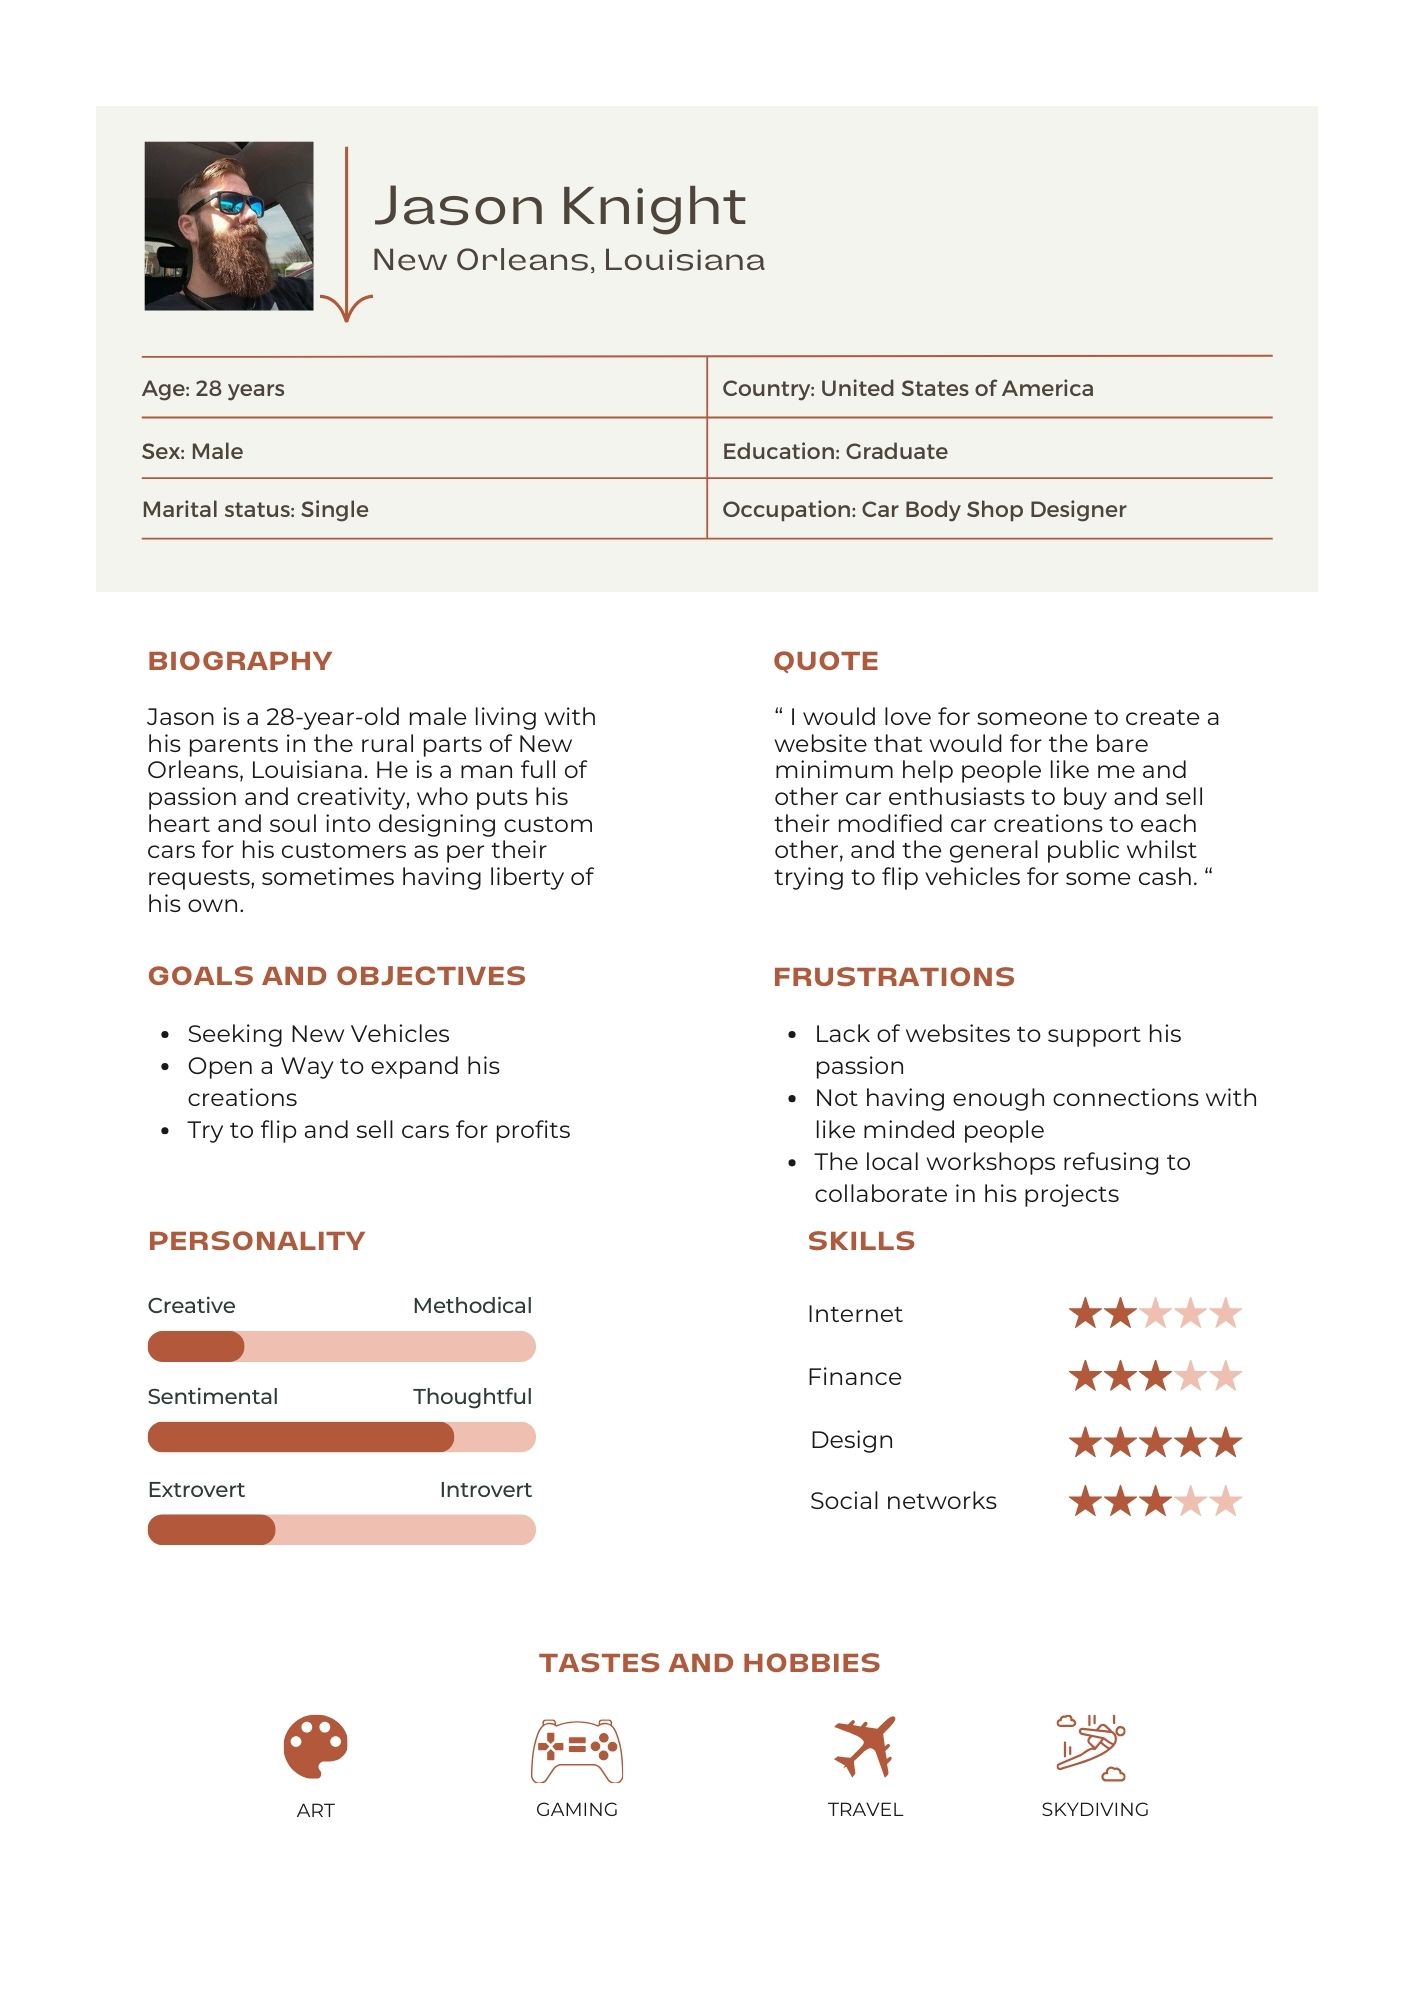 Jason Knight
New Orleans, Louisiana
Age: 28 years
Country: United States of America
Sex: Male
Education: Graduate
Marital status: Single
Occupation: Car Body Shop Designer
BIOGRAPHY
Jason is a 28-year-old male living with
his parents in the rural parts of New
Orleans, Louisiana. He is a man full of
passion and creativity, who puts his
heart and soul into designing custom
cars for his customers as per their
requests, sometimes having liberty of
his own.
QUOTE
“ I would love for someone to create a
website that would for the bare
minimum help people like me and
other car enthusiasts to buy and sell
their modified car creations to each
other, and the general public whilst
trying to flip vehicles for some cash. “
GOALS AND OBJECTIVES
• Seeking New Vehicles
• Open a Way to expand his
creations
• Try to flip and sell cars for profits
FRUSTRATIONS
• Lack of websites to support his
passion
• Not having enough connections with
like minded people
• The local workshops refusing to
collaborate in his projects
PERSONALITY
Creative Methodical
Sentimental Thoughtful
Extrovert Introvert
SKILLS
Internet
Finance
Design
Social networks
TASTES AND HOBBIES
ART
GAMING
TRAVEL
SKYDIVING